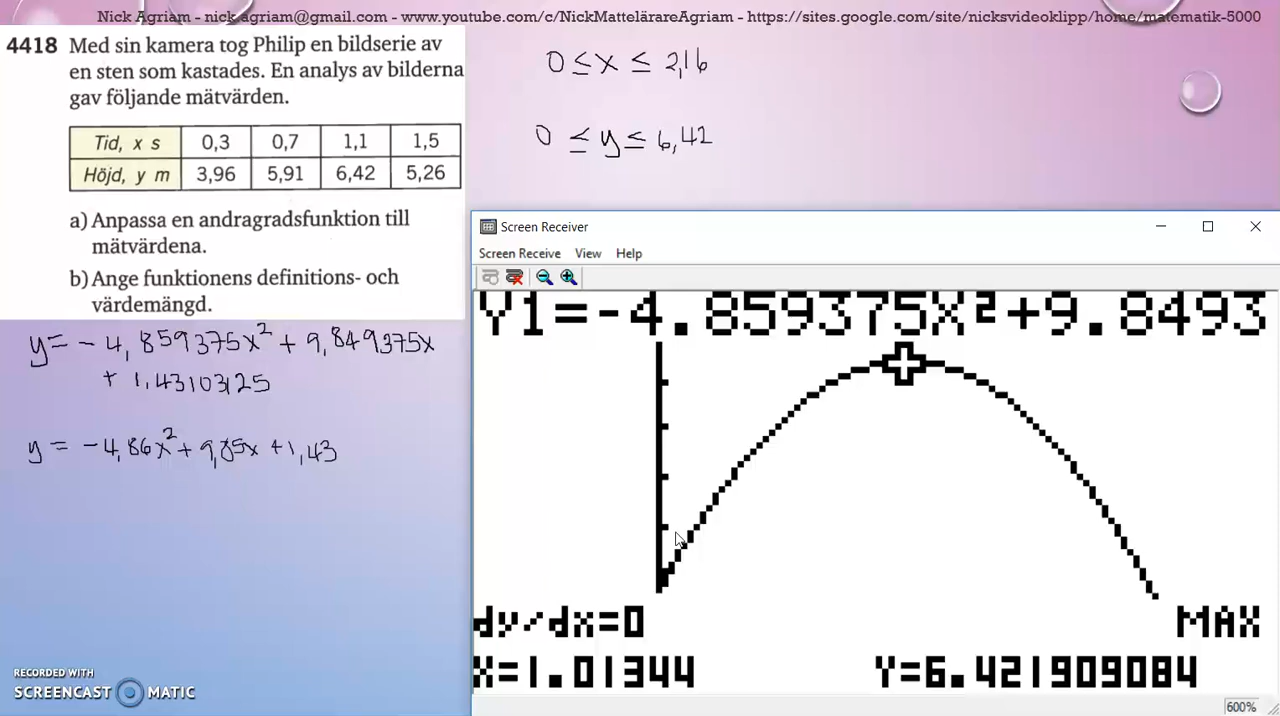 Nick Agriam - nick.agriam@gmail.com - www.youtube.com/c/NickMattelärareAgriam - https://sites.google.com/site/nicksvideoklipp/home/matematik-5000
4418 Med sin kamera tog Philip en bildserie av
en sten som kastades. En analys av bilderna
gav följande mätvärden.
Tid, x s 0,3 0,7 1,1 1,5
Höjd, y m 3,96 5,91 6,42 5,26
a) Anpassa en andragradsfunktion till
mätvärdena.
b) Ange funktionens definitions- och
värdemängd.
y = -4,859375x² + 9,849375x
+ 1,43103125
y = -4,86x² + 9,85x + 1,43
0 ≤ x ≤ 2,16
0 ≤ y ≤ 6,42
Screen Receiver
Screen Receive View Help
Y1=-4.859375X²+9.8493
dy/dx=0 MAX
X=1.01344 Y=6.421909084
600%
RECORDED WITH
SCREENCAST MATIC